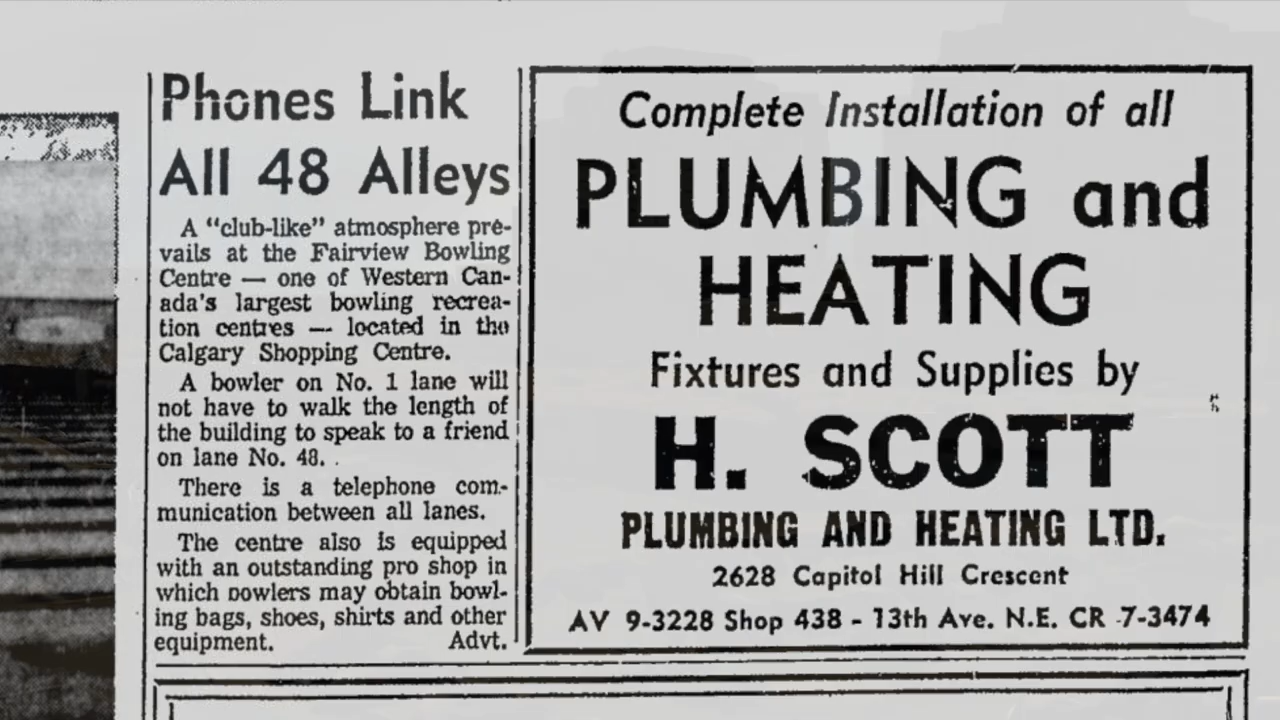 Phones Link
All 48 Alleys
A “club-like” atmosphere pre-
vails at the Fairview Bowling
Centre — one of Western Can-
ada's largest bowling recrea-
tion centres — located in the
Calgary Shopping Centre.
A bowler on No. 1 lane will
not have to walk the length of
the building to speak to a friend
on lane No. 48.
There is a telephone com-
munication between all lanes.
The centre also is equipped
with an outstanding pro shop in
which bowlers may obtain bowl-
ing bags, shoes, shirts and other
equipment. Advt.
Complete Installation of all
PLUMBING and
HEATING
Fixtures and Supplies by
H. SCOTT
PLUMBING AND HEATING LTD.
2628 Capitol Hill Crescent
AV 9-3228 Shop 438 - 13th Ave. N.E. CR 7-3474